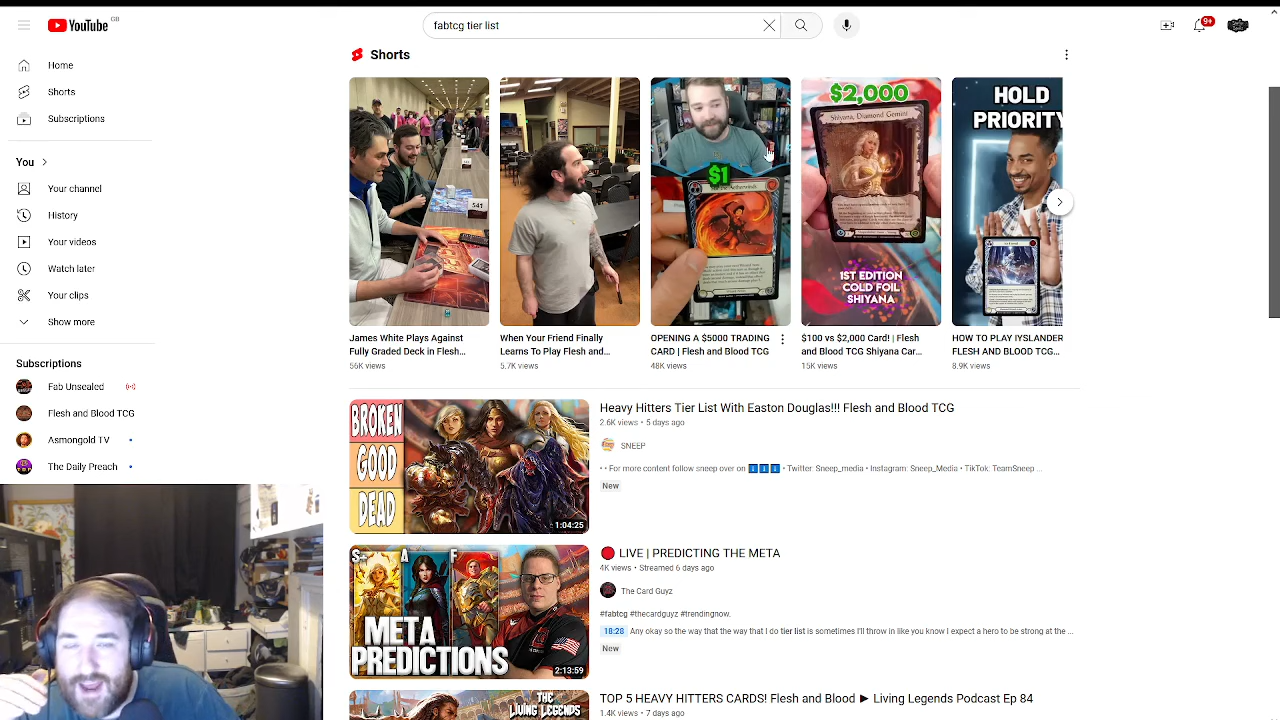 YouTube GB
fabtcg tier list
9+
Home
Shorts
Subscriptions
You
Your channel
History
Your videos
Watch later
Your clips
Show more
Subscriptions
Fab Unsealed
Flesh and Blood TCG
Asmongold TV
The Daily Preach
Shorts
$1
$2,000
Shiyana, Diamond Gemini
1ST EDITION
COLD FOIL
SHIYANA
HOLD
PRIORITY
James White Plays Against
Fully Graded Deck in Flesh...
56K views
When Your Friend Finally
Learns To Play Flesh and...
5.7K views
OPENING A $5000 TRADING
CARD | Flesh and Blood TCG
48K views
$100 vs $2,000 Card! | Flesh
and Blood TCG Shiyana Car...
15K views
HOW TO PLAY IYSLANDER
FLESH AND BLOOD TCG...
8.9K views
BROKEN
GOOD
DEAD
1:04:25
Heavy Hitters Tier List With Easton Douglas!!! Flesh and Blood TCG
2.6K views • 5 days ago
SNEEP
• • For more content follow sneep over on ⬇⬇⬇ • Twitter: Sneep_media • Instagram: Sneep_Media • TikTok: TeamSneep ...
New
S A F
META
PREDICTIONS
2:13:59
🔴 LIVE | PREDICTING THE META
4K views • Streamed 6 days ago
The Card Guyz
#fabtcg #thecardguyz #trendingnow.
18:28 Any okay so the way that the way that I do tier list is sometimes I'll throw in like you know I expect a hero to be strong at the ...
New
THE
LIVING LEGENDS
TOP 5 HEAVY HITTERS CARDS! Flesh and Blood ► Living Legends Podcast Ep 84
1.4K views • 7 days ago